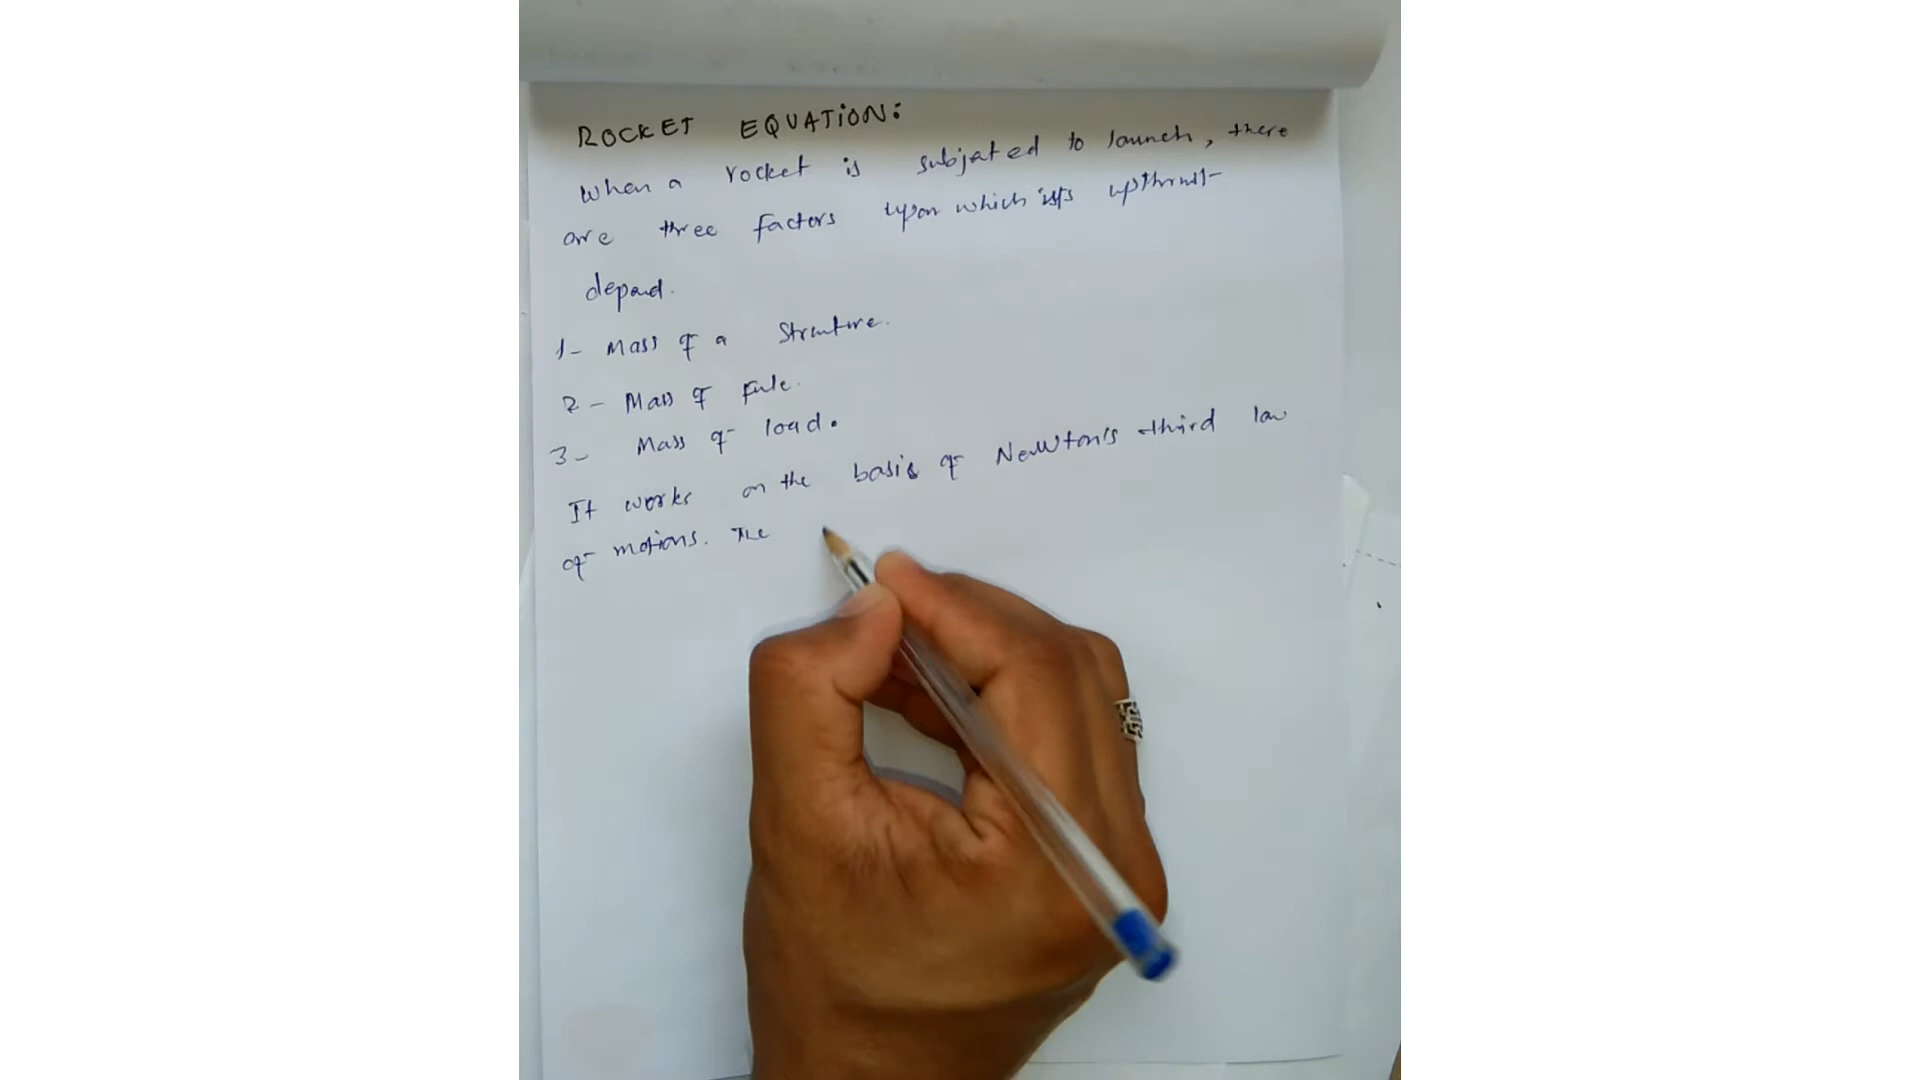 ROCKET EQUATION:
When a rocket is subjated to launch, there
are three factors upon which its upthrust
depend.
1- Mass of a Structure.
2- Mass of fule.
3- Mass of load.
It works on the basis of Newton's third law
of motions. The